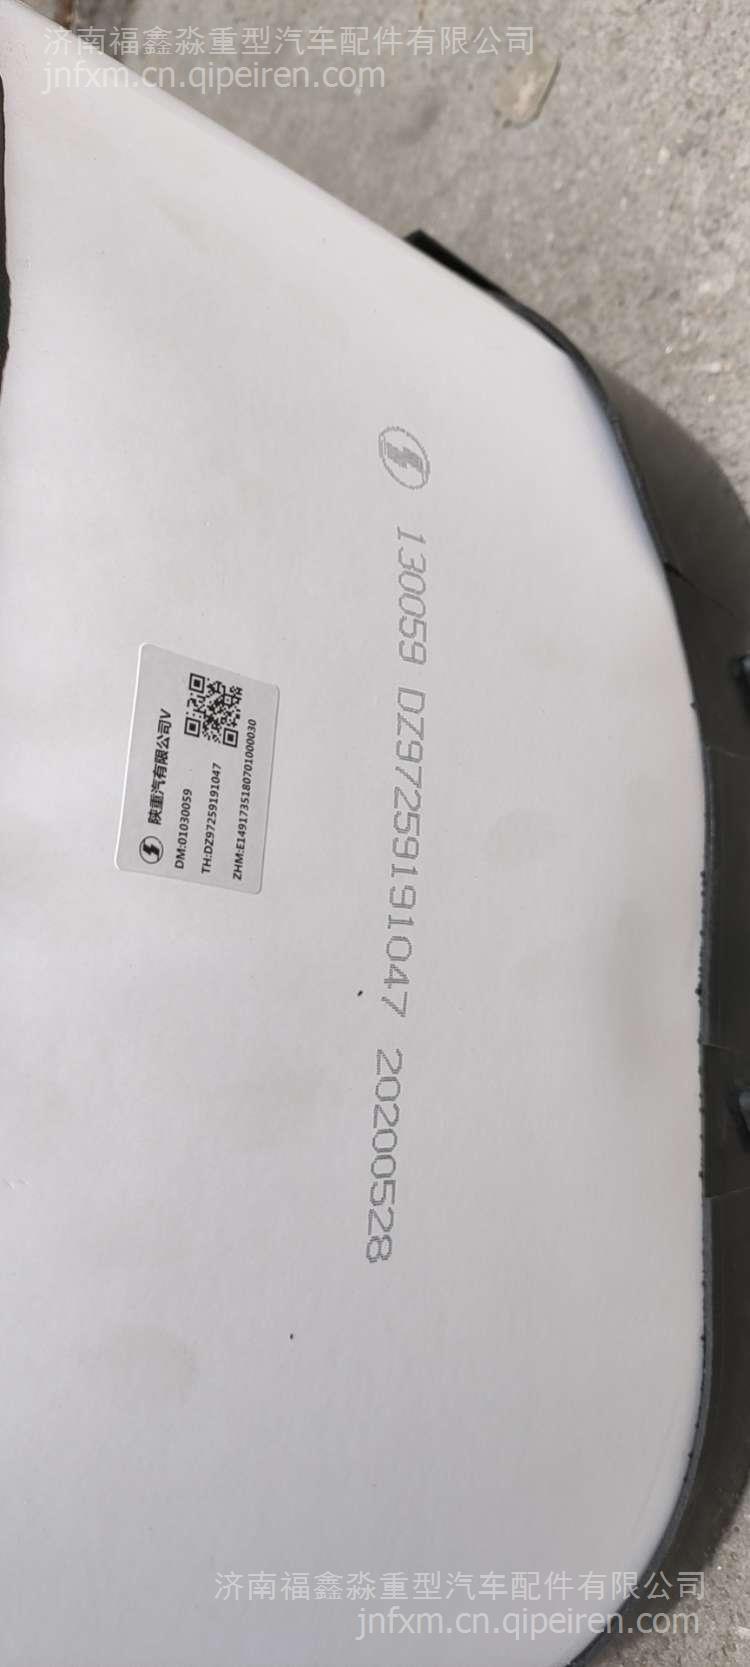 济南福鑫淼重型汽车配件有限公司
jnfxm.cn.qipeiren.com
130059 DZ97259191047 20200528
陕重汽有限公司V
DM:01030059
TH:DZ97259191047
ZHM:E1491735180701000030
济南福鑫淼重型汽车配件有限公司
jnfxm.cn.qipeiren.com